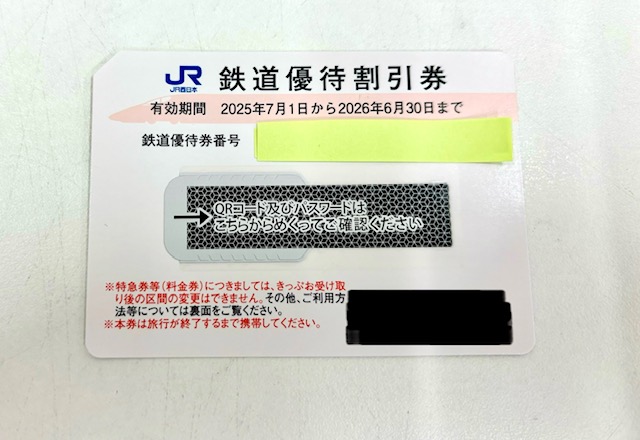 JR
JR西日本
鉄道優待割引券
有効期間 2025年7月1日から2026年6月30日まで
鉄道優待券番号
QRコード及びパスワードは
こちらからめくってご確認ください
※特急券等(料金券)につきましては、きっぷお受け取
り後の区間の変更はできません。その他、ご利用方
法等については裏面をご覧ください。
※本券は旅行が終了するまで携帯してください。